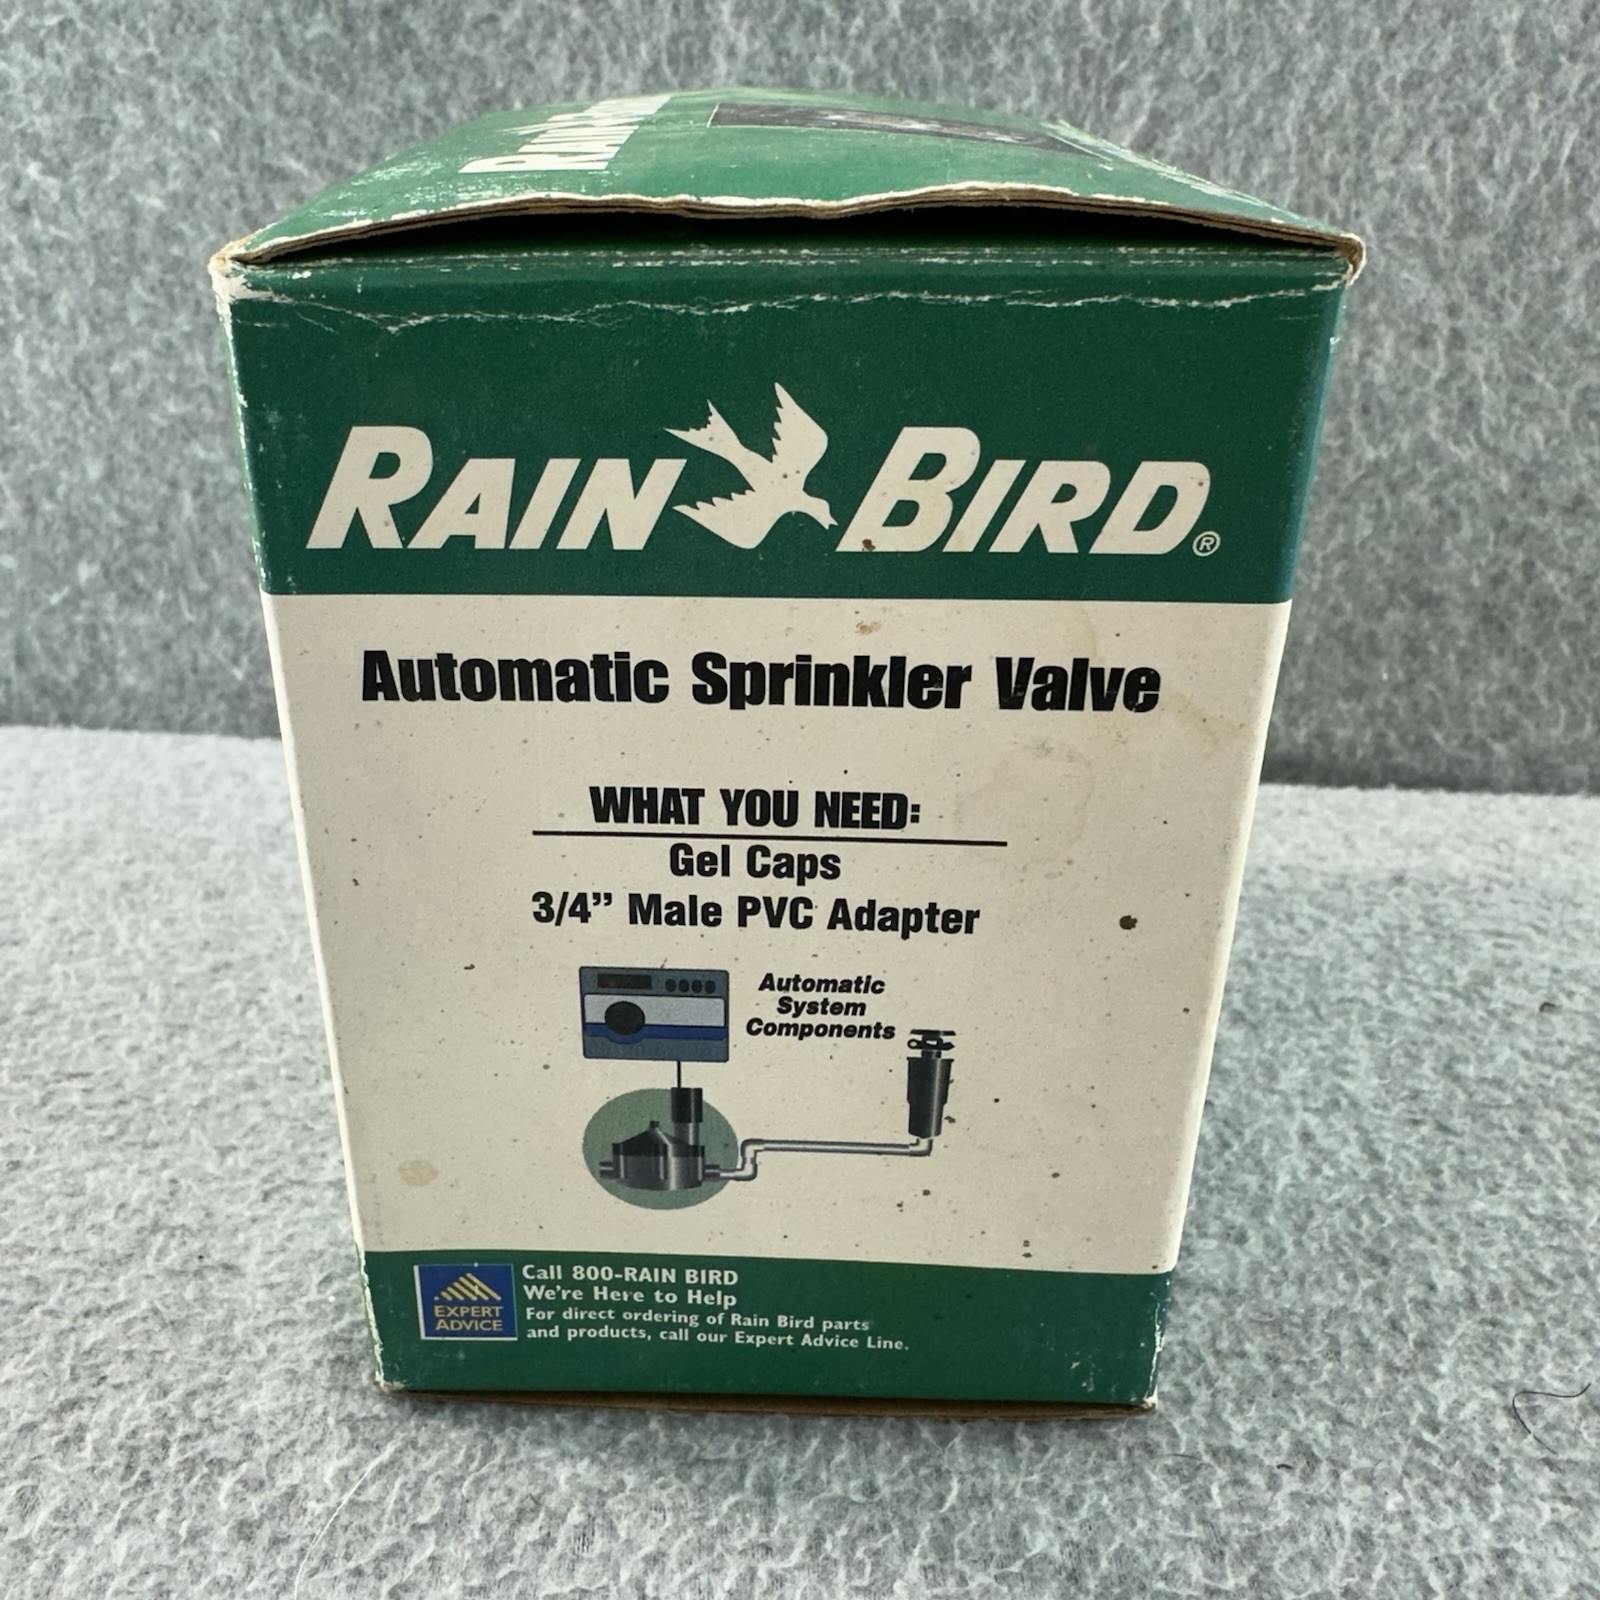 RAIN BIRD®
Automatic Sprinkler Valve
WHAT YOU NEED:
Gel Caps
3/4” Male PVC Adapter
Automatic
System
Components
EXPERT
ADVICE
Call 800-RAIN BIRD
We're Here to Help
For direct ordering of Rain Bird parts
and products, call our Expert Advice Line.